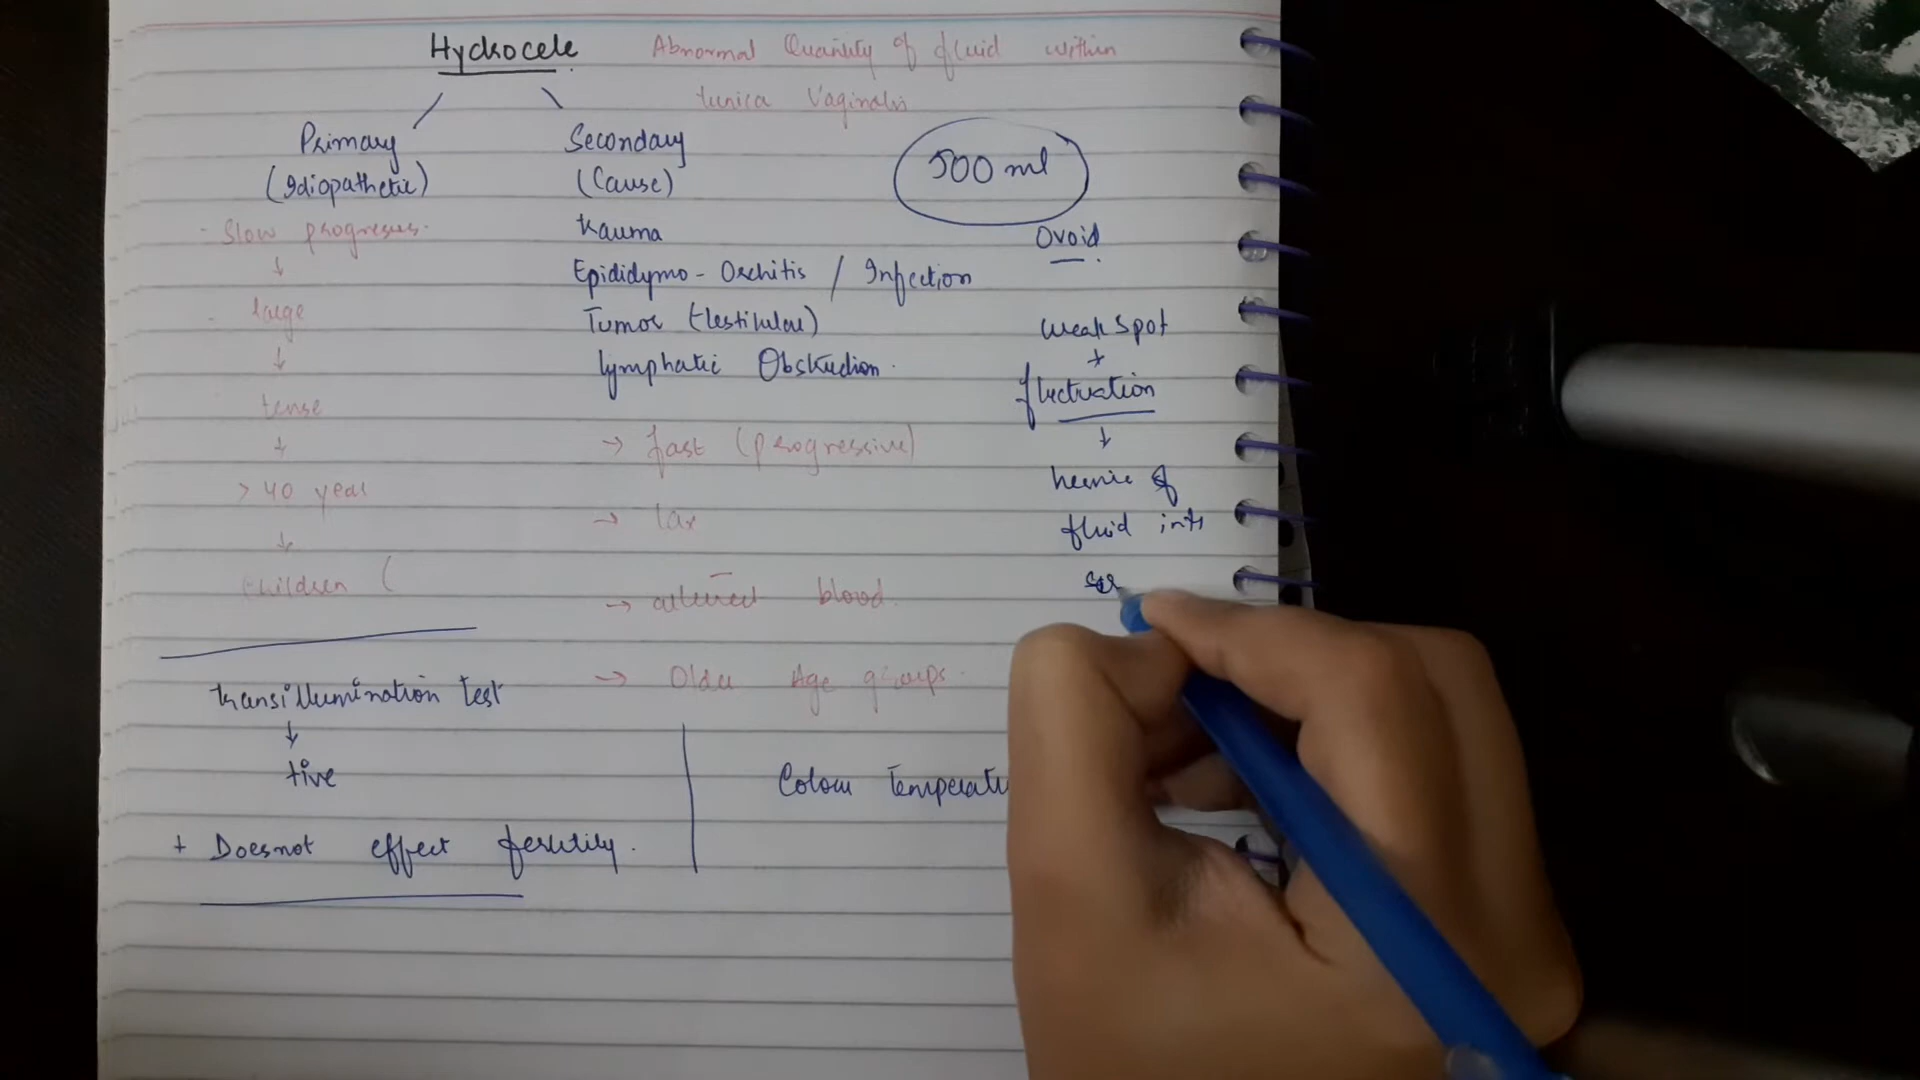 Hydrocele
Abnormal Quantity of fluid within
tunica Vaginalis
Primary
(Idiopathetic)
- Slow progresses.
↓
- large
↓
tense
↓
> 40 year
↓
children (
Secondary
(Cause)
trauma
Epididymo - Orchitis / Infection
Tumor (testicular)
lymphatic Obstruction.
→ fast (progressive)
→ lax
→ altered blood.
→ Older Age groups.
500 ml
Ovoid
weak spot
↓
fluctuation
↓
hernie of
fluid into
transillumination test
↓
+ive
+ Doesnot effect fertility.
Colour Temperatu